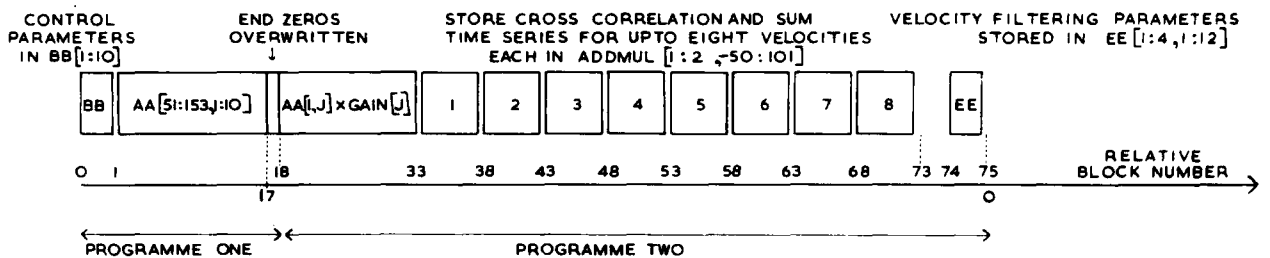 CONTROL
PARAMETERS
IN BB[1:10]
END ZEROS
OVERWRITTEN
STORE CROSS CORRELATION AND SUM
TIME SERIES FOR UPTO EIGHT VELOCITIES
EACH IN ADDMUL [1:2,-50:101]
VELOCITY FILTERING PARAMETERS
STORED IN EE[1:4,1:12]
BB
AA[51:153,1:10]
AA[I,J]×GAIN[J]
1
2
3
4
5
6
7
8
EE
0 1 18 33 38 43 48 53 58 63 68 73 74 75
17
0
RELATIVE
BLOCK NUMBER
PROGRAMME ONE
PROGRAMME TWO